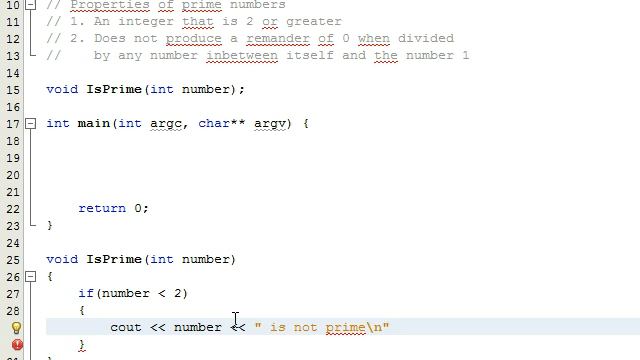 10 // Properties of prime numbers
11 // 1. An integer that is 2 or greater
12 // 2. Does not produce a remander of 0 when divided
13 //    by any number inbetween itself and the number 1
14
15 void IsPrime(int number);
16
17 int main(int argc, char** argv) {
18
19
20
21
22     return 0;
23 }
24
25 void IsPrime(int number)
26 {
27     if(number < 2)
28     {
        cout << number << " is not prime\n"
    }